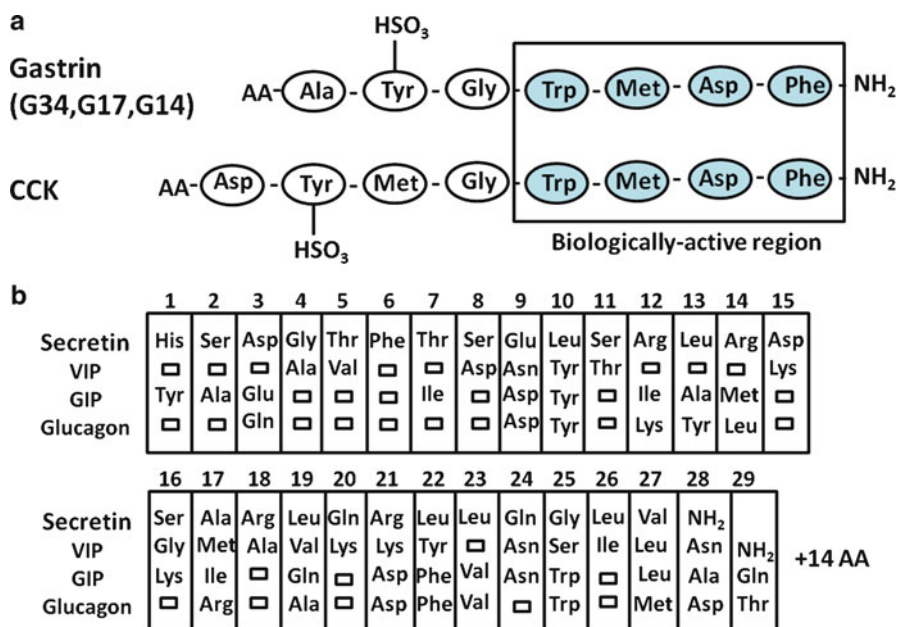 a
HSO3
Gastrin
(G34,G17,G14)
AA-Ala - Tyr - Gly - Trp - Met - Asp - Phe - NH2
CCK
AA-Asp - Tyr - Met - Gly - Trp - Met - Asp - Phe - NH2
HSO3
Biologically-active region
b
1 2 3 4 5 6 7 8 9 10 11 12 13 14 15
Secretin His Ser Asp Gly Thr Phe Thr Ser Glu Leu Ser Arg Leu Arg Asp
VIP Ala Val Asp Asn Tyr Thr Lys
GIP Tyr Ala Glu Ile Asp Tyr Ile Ala Met
Glucagon Gln Asp Tyr Lys Tyr Leu
16 17 18 19 20 21 22 23 24 25 26 27 28 29
Secretin Ser Ala Arg Leu Gln Arg Leu Leu Gln Gly Leu Val NH2
VIP Gly Met Ala Val Lys Lys Tyr Asn Ser Ile Leu Asn NH2
GIP Lys Ile Gln Asp Phe Val Asn Trp Leu Ala Gln
+14 AA
Glucagon Arg Ala Asp Phe Val Trp Met Asp Thr